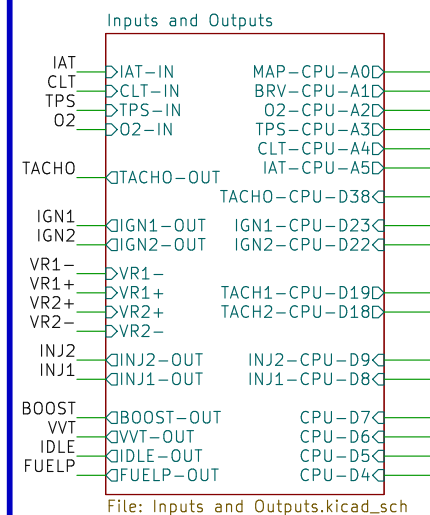 Inputs and Outputs
IAT IAT-IN MAP-CPU-A0
CLT CLT-IN BRV-CPU-A1
TPS TPS-IN O2-CPU-A2
O2 O2-IN TPS-CPU-A3
CLT-CPU-A4
IAT-CPU-A5
TACHO TACHO-OUT
TACHO-CPU-D38
IGN1 IGN1-OUT IGN1-CPU-D23
IGN2 IGN2-OUT IGN2-CPU-D22
VR1- VR1-
VR1+ VR1+ TACH1-CPU-D19
VR2+ VR2+ TACH2-CPU-D18
VR2- VR2-
INJ2 INJ2-OUT INJ2-CPU-D9
INJ1 INJ1-OUT INJ1-CPU-D8
BOOST BOOST-OUT CPU-D7
VVT VVT-OUT CPU-D6
IDLE IDLE-OUT CPU-D5
FUELP FUELP-OUT CPU-D4
File: Inputs and Outputs.kicad_sch